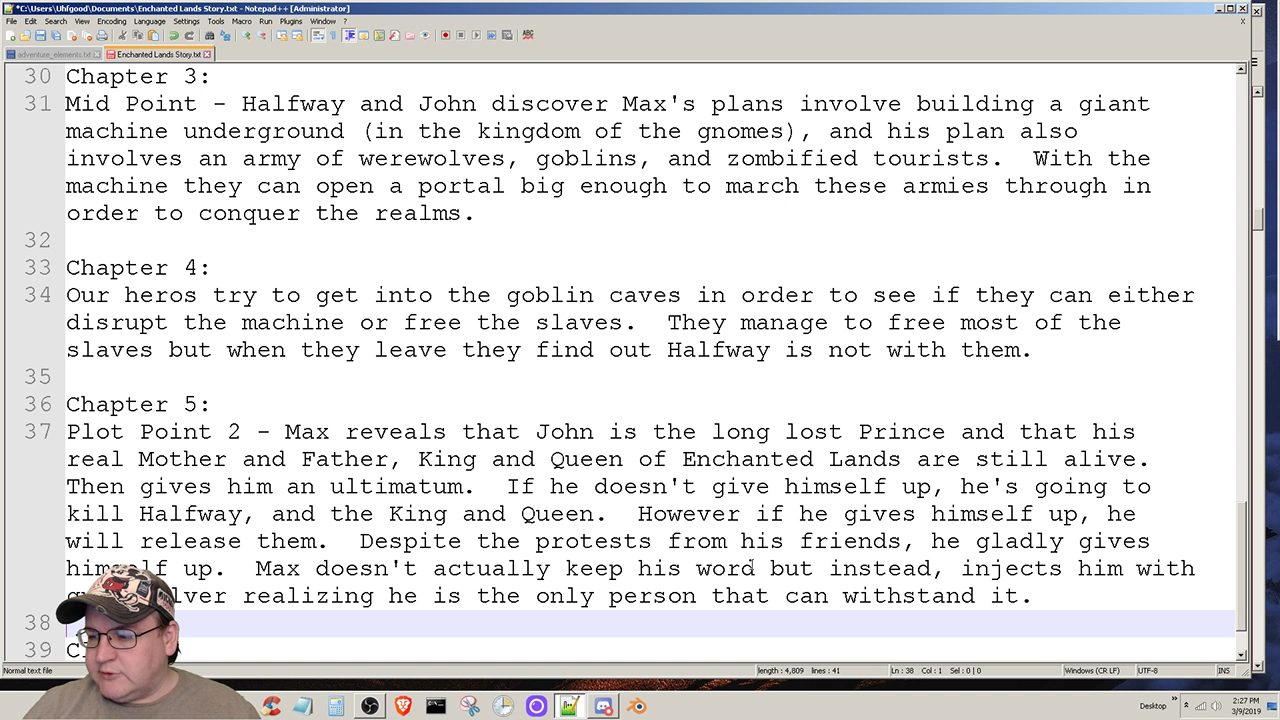 *C:\Users\Uhfgood\Documents\Enchanted Lands Story.txt - Notepad++ [Administrator]
File Edit Search View Encoding Language Settings Tools Macro Run Plugins Window ?
X
adventure_elements.txt Enchanted Lands Story.txt
30 Chapter 3:
31 Mid Point - Halfway and John discover Max's plans involve building a giant
machine underground (in the kingdom of the gnomes), and his plan also
involves an army of werewolves, goblins, and zombified tourists. With the
machine they can open a portal big enough to march these armies through in
order to conquer the realms.
32
33 Chapter 4:
34 Our heros try to get into the goblin caves in order to see if they can either
disrupt the machine or free the slaves. They manage to free most of the
slaves but when they leave they find out Halfway is not with them.
35
36 Chapter 5:
37 Plot Point 2 - Max reveals that John is the long lost Prince and that his
real Mother and Father, King and Queen of Enchanted Lands are still alive.
Then gives him an ultimatum. If he doesn't give himself up, he's going to
kill Halfway, and the King and Queen. However if he gives himself up, he
will release them. Despite the protests from his friends, he gladly gives
himself up. Max doesn't actually keep his word but instead, injects him with
realizing he is the only person that can withstand it.
38
39
Normal text file length : 4,809 lines : 41 Ln : 38 Col : 1 Sel : 0 | 0 Windows (CR LF) UTF-8 INS
Desktop » 2:27 PM
3/9/2019